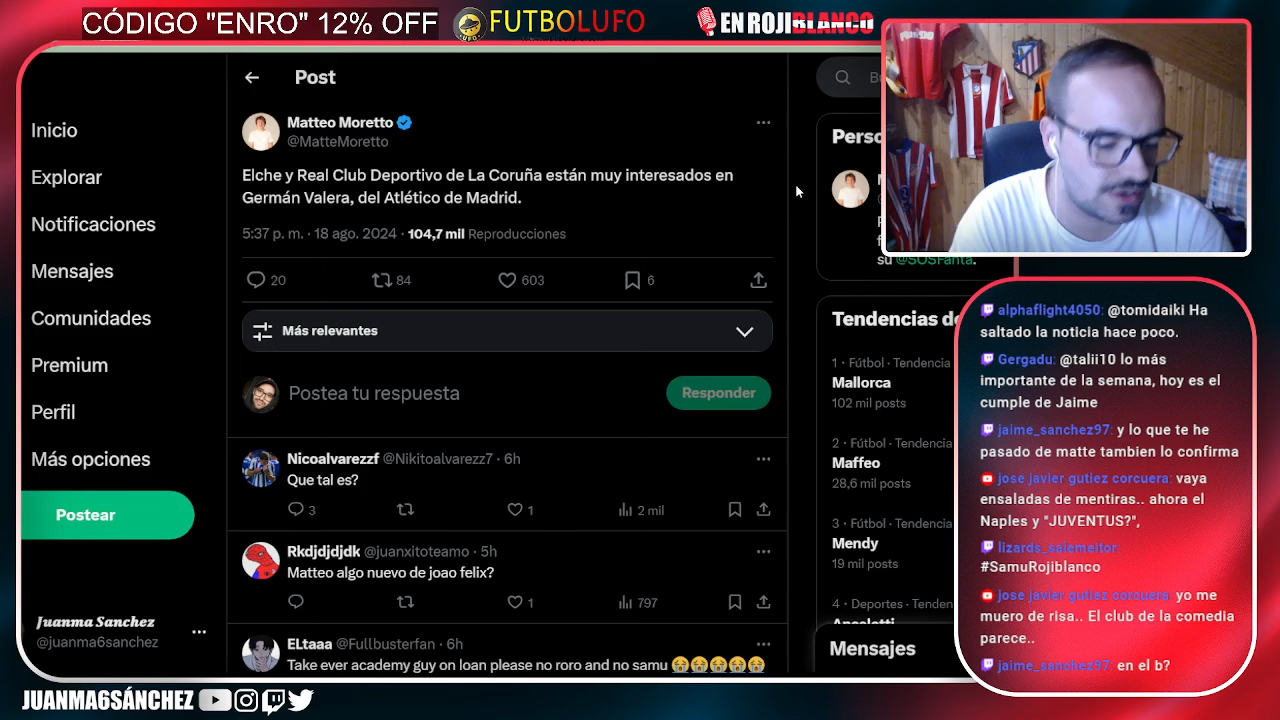 CÓDIGO "ENRO" 12% OFF
FUTBOLUFO
EN ROJIBLANCO
Inicio
Explorar
Notificaciones
Mensajes
Comunidades
Premium
Perfil
Más opciones
Postear
Juanma Sanchez
@juanma6sanchez
Post
Matteo Moretto
@MatteMoretto
Elche y Real Club Deportivo de La Coruña están muy interesados en
Germán Valera, del Atlético de Madrid.
5:37 p. m. · 18 ago. 2024 · 104,7 mil Reproducciones
20 84 603 6
Más relevantes
Postea tu respuesta
Responder
Nicoalvarezzf @Nikitoalvarezz7 · 6h
Que tal es?
3 1 2 mil
Rkdjdjdjdk @juanxitoteamo · 5h
Matteo algo nuevo de joao felix?
1 797
ELtaaa @Fullbusterfan · 6h
Take ever academy guy on loan please no roro and no samu 😭😭😭😭😭
su @SOSFanta.
Tendencias de
1 · Fútbol · Tendencia
Mallorca
102 mil posts
2 · Fútbol · Tendencia
Maffeo
28,6 mil posts
3 · Fútbol · Tendencia
Mendy
19 mil posts
4 · Deportes · Tenden
Ancelotti
Mensajes
alphaflight4050: @tomidaiki Ha
saltado la noticia hace poco.
Gergadu: @talii10 lo más
importante de la semana, hoy es el
cumple de Jaime
jaime_sanchez97: y lo que te he
pasado de matte tambien lo confirma
jose javier gutiez corcuera: vaya
ensaladas de mentiras.. ahora el
Naples y "JUVENTUS?",
lizards_salemeitor:
#SamuRojiblanco
jose javier gutiez corcuera: yo me
muero de risa.. El club de la comedia
parece..
jaime_sanchez97: en el b?
JUANMA6SÁNCHEZ